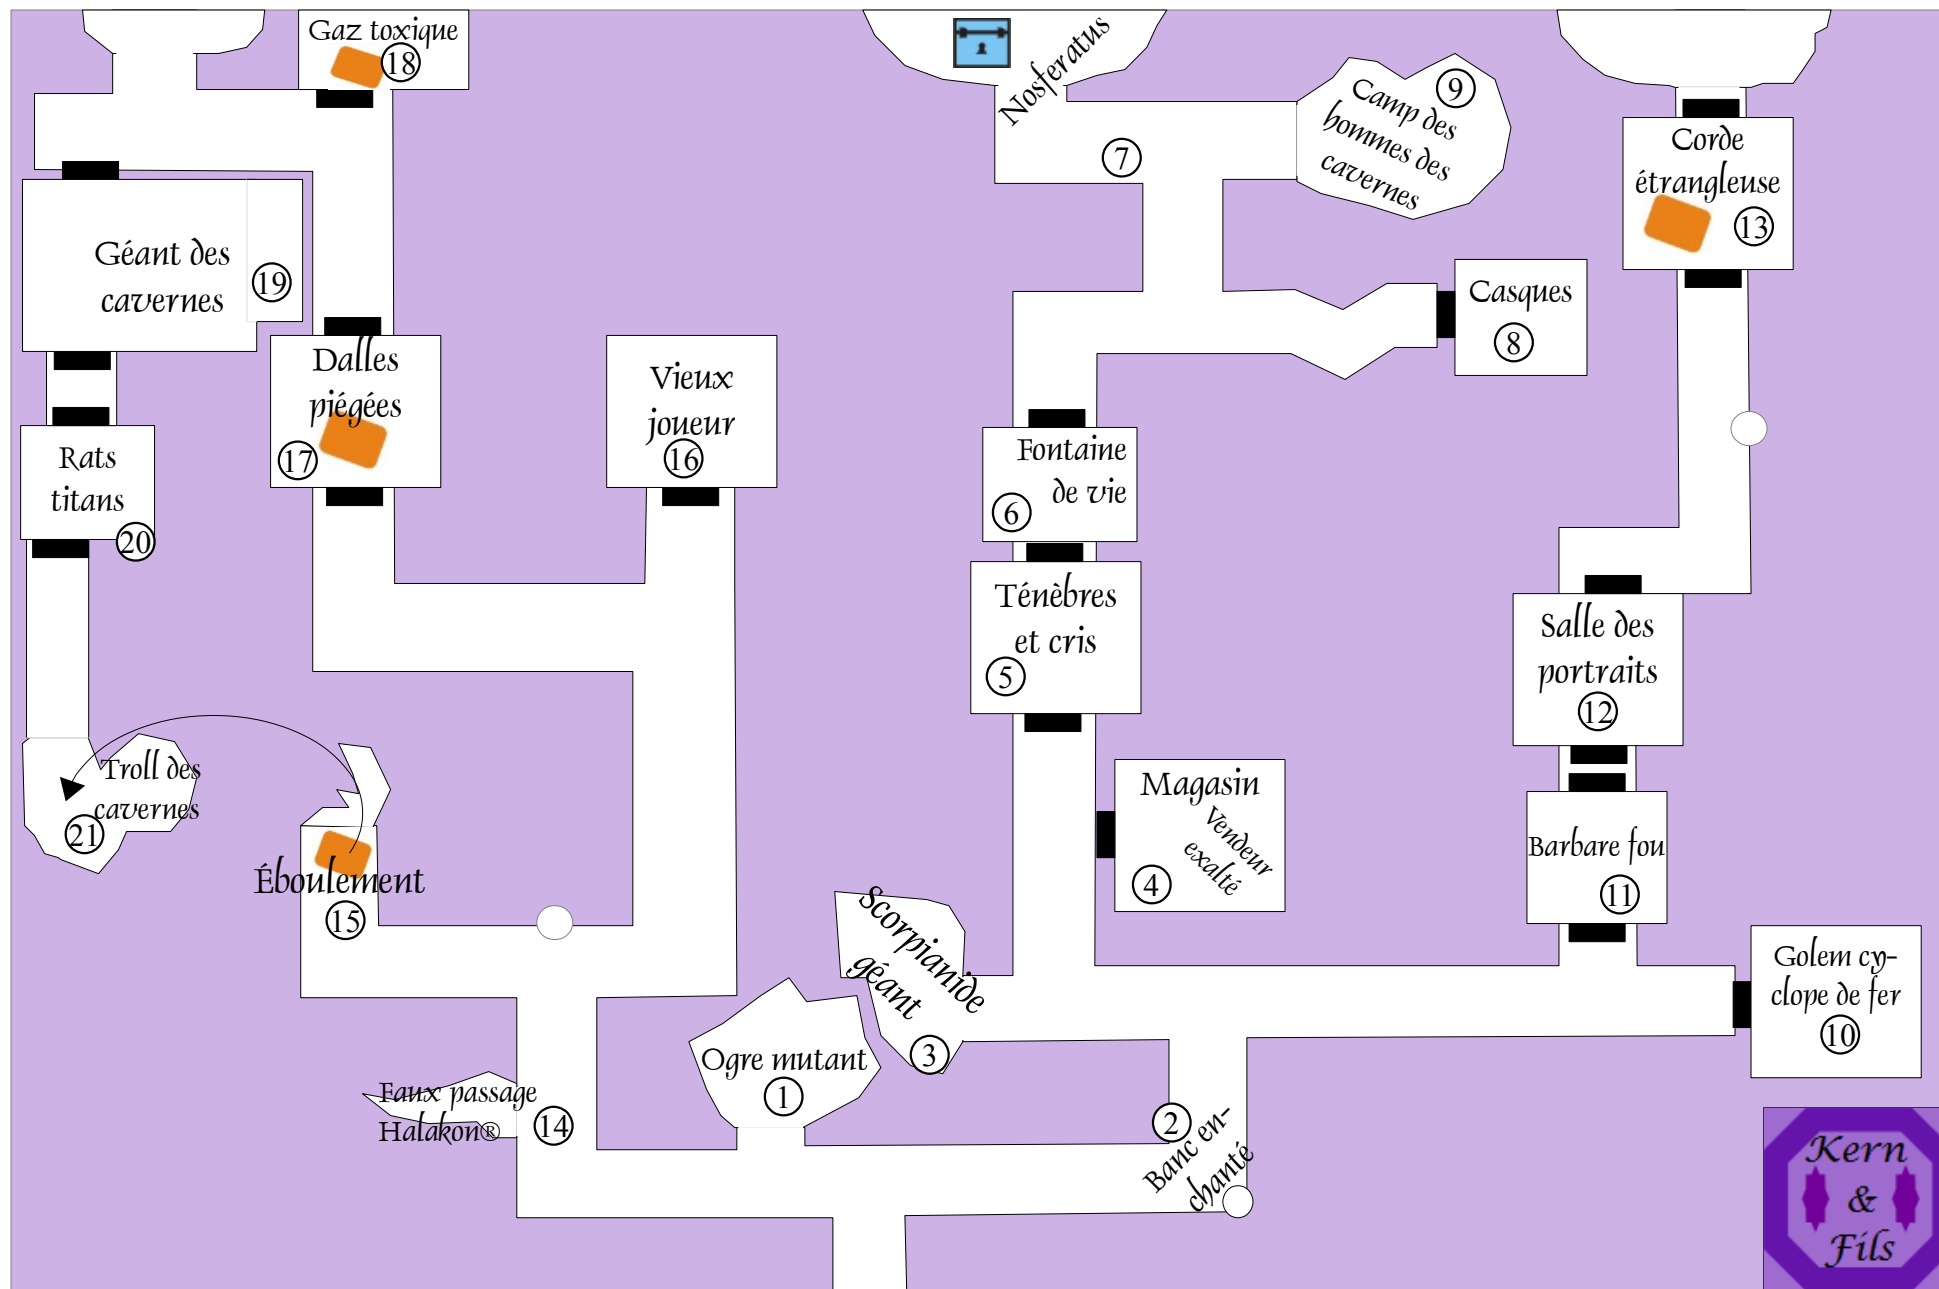 Gaz toxique
18
Nosferatus
Camp des
hommes des
cavernes
9
7
Corde
étrangleuse
13
Géant des
cavernes
19
Casques
8
Dalles
piégées
17
Vieux
joueur
16
Rats
titans
20
Fontaine
de vie
6
Ténèbres
et cris
5
Salle des
portraits
12
Troll des
cavernes
21
Magasin
Vendeur
exalté
4
Barbare fou
11
Éboulement
15
Scorpianide
géant
3
Golem cy-
clope de fer
10
Ogre mutant
1
Faux passage
Halakon®
14
2
Banc en-
chanté
Kern
&
Fils